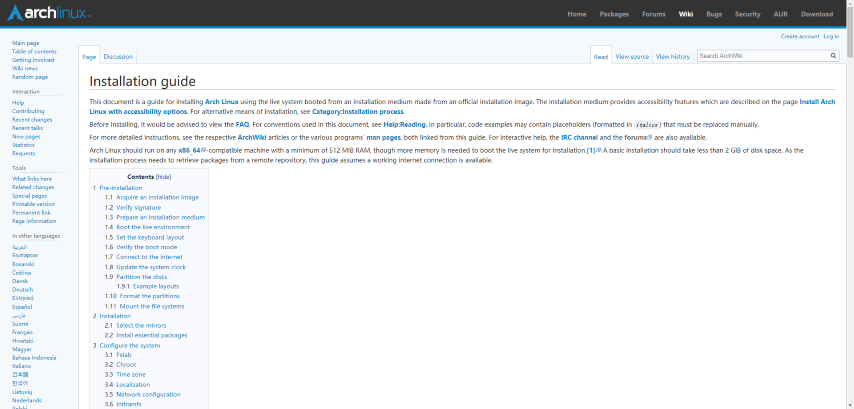 archlinux
Home Packages Forums Wiki Bugs Security AUR Download
Create account Log in
Main page
Table of contents
Getting involved
Wiki news
Random page
Interaction
Help
Contributing
Recent changes
Recent talks
New pages
Statistics
Requests
Tools
What links here
Related changes
Special pages
Printable version
Permanent link
Page information
In other languages
العربية
Български
Bosanski
Čeština
Dansk
Deutsch
Ελληνικά
Español
فارسی
Suomi
Français
Hrvatski
Magyar
Bahasa Indonesia
Italiano
日本語
한국어
Lietuvių
Nederlands
Polski
Page Discussion
Read View source View history
Search ArchWiki
Installation guide
This document is a guide for installing Arch Linux using the live system booted from an installation medium made from an official installation image. The installation medium provides accessibility features which are described on the page Install Arch
Linux with accessibility options. For alternative means of installation, see Category:Installation process.
Before installing, it would be advised to view the FAQ. For conventions used in this document, see Help:Reading. In particular, code examples may contain placeholders (formatted in italics) that must be replaced manually.
For more detailed instructions, see the respective ArchWiki articles or the various programs' man pages, both linked from this guide. For interactive help, the IRC channel and the forums are also available.
Arch Linux should run on any x86_64-compatible machine with a minimum of 512 MiB RAM, though more memory is needed to boot the live system for installation.[1] A basic installation should take less than 2 GiB of disk space. As the
installation process needs to retrieve packages from a remote repository, this guide assumes a working internet connection is available.
Contents [hide]
1 Pre-installation
1.1 Acquire an installation image
1.2 Verify signature
1.3 Prepare an installation medium
1.4 Boot the live environment
1.5 Set the keyboard layout
1.6 Verify the boot mode
1.7 Connect to the internet
1.8 Update the system clock
1.9 Partition the disks
1.9.1 Example layouts
1.10 Format the partitions
1.11 Mount the file systems
2 Installation
2.1 Select the mirrors
2.2 Install essential packages
3 Configure the system
3.1 Fstab
3.2 Chroot
3.3 Time zone
3.4 Localization
3.5 Network configuration
3.6 Initramfs